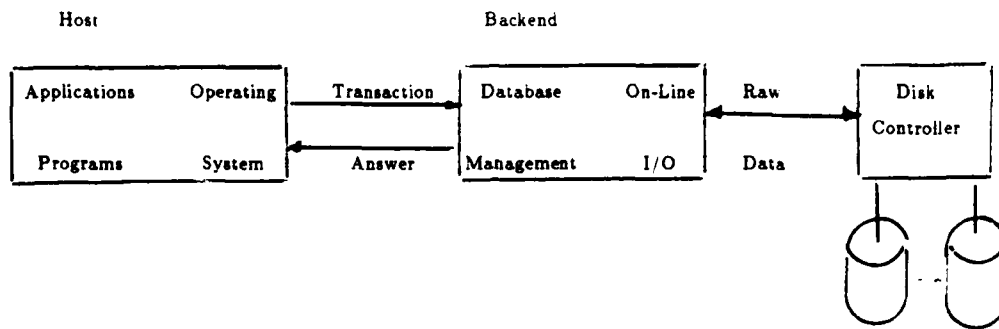 Host Backend
Applications Operating Transaction Database On-Line Raw Disk
Controller
Programs System Answer Management I/O Data